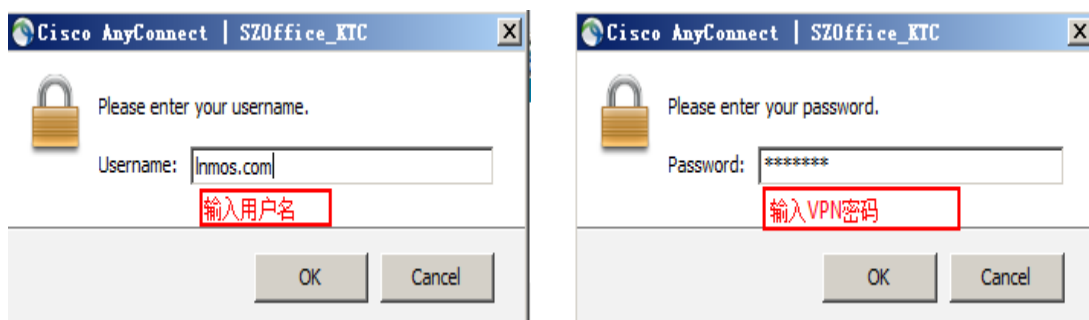 Cisco AnyConnect | SZOffice_KTC
Please enter your username.
Username: lnmos.com
输入用户名
OK Cancel
Cisco AnyConnect | SZOffice_KTC
Please enter your password.
Password: *******
输入VPN密码
OK Cancel